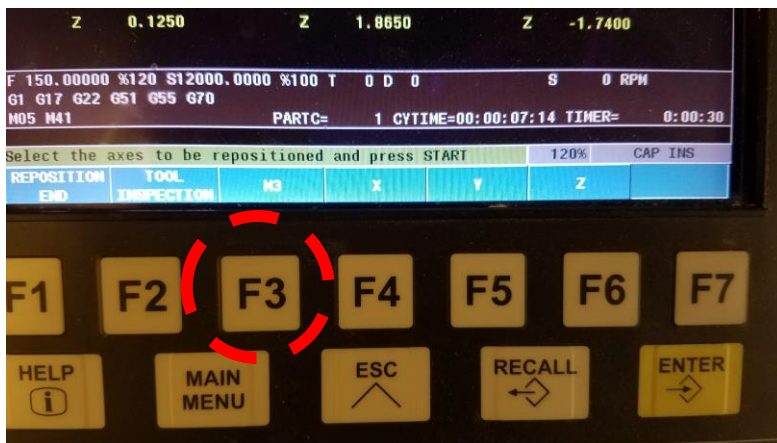 Z 0.1250 Z 1.8650 Z -1.7400
F 150.00000 %120 S12000.0000 %100 T 0 D 0 S 0 RPM
G1 G17 G22 G51 G55 G70
M05 M41 PARTC= 1 CYTIME=00:00:07:14 TIMER= 0:00:30
Select the axes to be repositioned and press START 120% CAP INS
REPOSITION END TOOL INSPECTION M3 X Y Z
F1 F2 F3 F4 F5 F6 F7
HELP MAIN MENU ESC RECALL ENTER